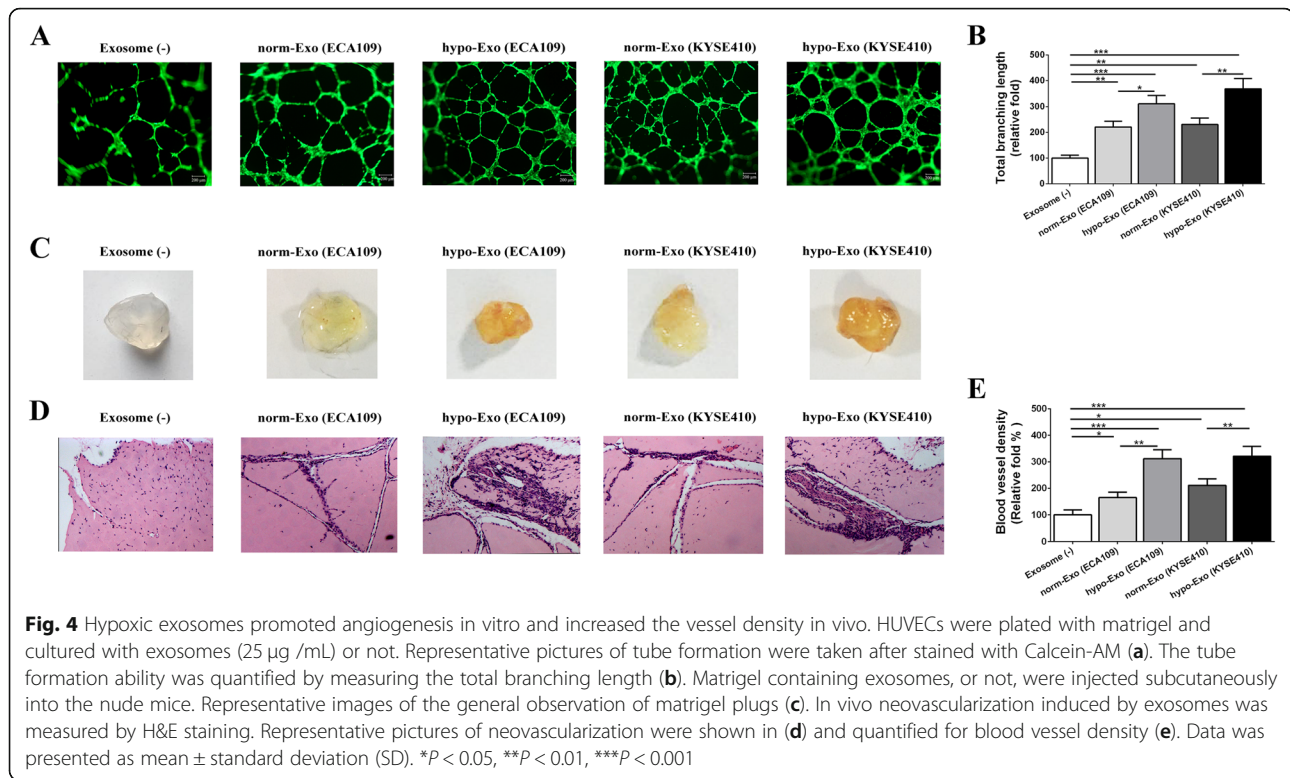 A
Exosome (-)
norm-Exo (ECA109)
hypo-Exo (ECA109)
norm-Exo (KYSE410)
hypo-Exo (KYSE410)
200 μm
200 μm
200 μm
200 μm
200 μm
B
***
**
***
**
**
*
Total branching length
(relative fold)
500
400
300
200
100
0
Exosome (-)
norm-Exo (ECA109)
hypo-Exo (ECA109)
norm-Exo (KYSE410)
hypo-Exo (KYSE410)
C
Exosome (-)
norm-Exo (ECA109)
hypo-Exo (ECA109)
norm-Exo (KYSE410)
hypo-Exo (KYSE410)
D
Exosome (-)
norm-Exo (ECA109)
hypo-Exo (ECA109)
norm-Exo (KYSE410)
hypo-Exo (KYSE410)
E
***
*
***
**
*
**
Blood vessel density
(Relative fold %)
500
400
300
200
100
0
Exosome (-)
norm-Exo (ECA109)
hypo-Exo (ECA109)
norm-Exo (KYSE410)
hypo-Exo (KYSE410)
Fig. 4 Hypoxic exosomes promoted angiogenesis in vitro and increased the vessel density in vivo. HUVECs were plated with matrigel and
cultured with exosomes (25 μg /mL) or not. Representative pictures of tube formation were taken after stained with Calcein-AM (a). The tube
formation ability was quantified by measuring the total branching length (b). Matrigel containing exosomes, or not, were injected subcutaneously
into the nude mice. Representative images of the general observation of matrigel plugs (c). In vivo neovascularization induced by exosomes was
measured by H&E staining. Representative pictures of neovascularization were shown in (d) and quantified for blood vessel density (e). Data was
presented as mean ± standard deviation (SD). *P < 0.05, **P < 0.01, ***P < 0.001